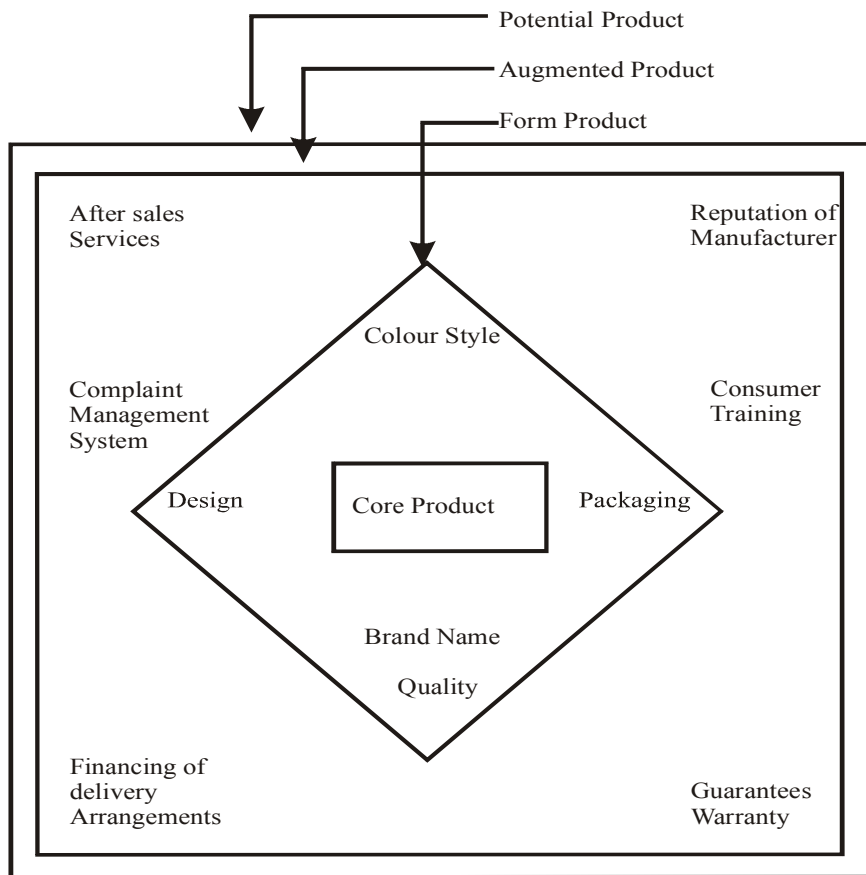 Potential Product
Augmented Product
Form Product
After sales
Services
Reputation of
Manufacturer
Colour Style
Complaint
Management
System
Consumer
Training
Design
Core Product
Packaging
Brand Name
Quality
Financing of
delivery
Arrangements
Guarantees
Warranty